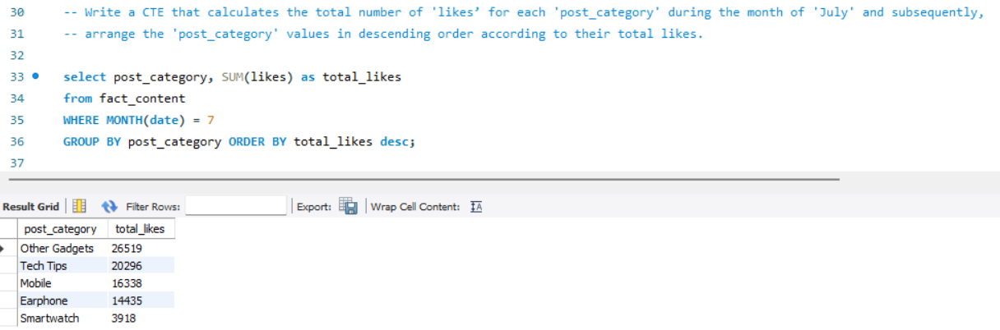 30 -- Write a CTE that calculates the total number of 'likes’ for each 'post_category' during the month of 'July' and subsequently,
31 -- arrange the 'post_category' values in descending order according to their total likes.
32
33 select post_category, SUM(likes) as total_likes
34 from fact_content
35 WHERE MONTH(date) = 7
36 GROUP BY post_category ORDER BY total_likes desc;
37
Result Grid Filter Rows: Export: Wrap Cell Content: IA
post_category total_likes
Other Gadgets 26519
Tech Tips 20296
Mobile 16338
Earphone 14435
Smartwatch 3918